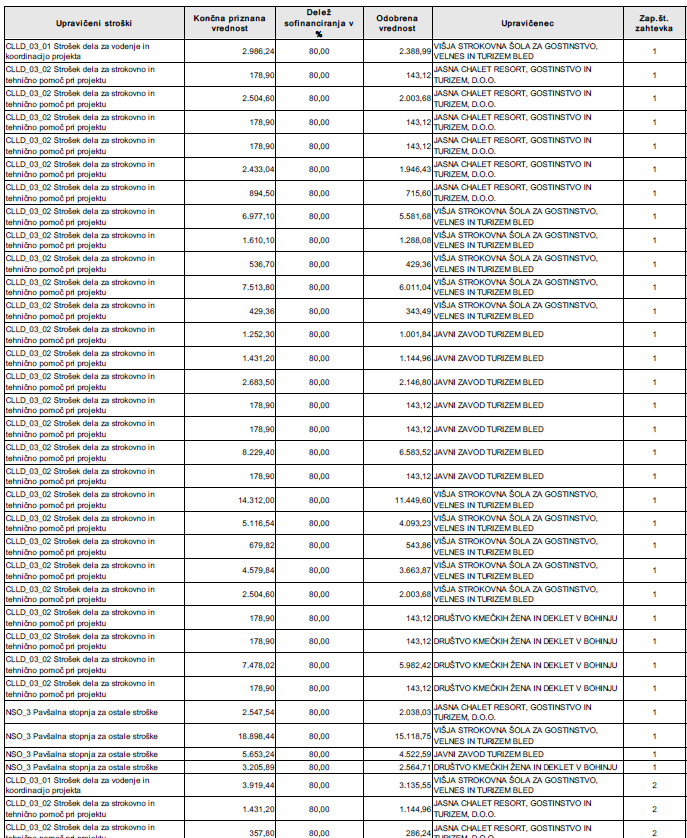 Upravičeni stroški Končna priznana vrednost Delež sofinanciranja v % Odobrena vrednost Upravičenec Zap.št. zahtevka
CLLD_03_01 Strošek dela za vodenje in koordinacijo projekta 2.986,24 80,00 2.388,99 VIŠJA STROKOVNA ŠOLA ZA GOSTINSTVO, VELNES IN TURIZEM BLED 1
CLLD_03_02 Strošek dela za strokovno in tehnično pomoč pri projektu 178,90 80,00 143,12 JASNA CHALET RESORT, GOSTINSTVO IN TURIZEM, D.O.O. 1
CLLD_03_02 Strošek dela za strokovno in tehnično pomoč pri projektu 2.504,60 80,00 2.003,68 JASNA CHALET RESORT, GOSTINSTVO IN TURIZEM, D.O.O. 1
CLLD_03_02 Strošek dela za strokovno in tehnično pomoč pri projektu 178,90 80,00 143,12 JASNA CHALET RESORT, GOSTINSTVO IN TURIZEM, D.O.O. 1
CLLD_03_02 Strošek dela za strokovno in tehnično pomoč pri projektu 178,90 80,00 143,12 JASNA CHALET RESORT, GOSTINSTVO IN TURIZEM, D.O.O. 1
CLLD_03_02 Strošek dela za strokovno in tehnično pomoč pri projektu 2.433,04 80,00 1.946,43 JASNA CHALET RESORT, GOSTINSTVO IN TURIZEM, D.O.O. 1
CLLD_03_02 Strošek dela za strokovno in tehnično pomoč pri projektu 894,50 80,00 715,60 JASNA CHALET RESORT, GOSTINSTVO IN TURIZEM, D.O.O. 1
CLLD_03_02 Strošek dela za strokovno in tehnično pomoč pri projektu 6.977,10 80,00 5.581,68 VIŠJA STROKOVNA ŠOLA ZA GOSTINSTVO, VELNES IN TURIZEM BLED 1
CLLD_03_02 Strošek dela za strokovno in tehnično pomoč pri projektu 1.610,10 80,00 1.288,08 VIŠJA STROKOVNA ŠOLA ZA GOSTINSTVO, VELNES IN TURIZEM BLED 1
CLLD_03_02 Strošek dela za strokovno in tehnično pomoč pri projektu 536,70 80,00 429,36 VIŠJA STROKOVNA ŠOLA ZA GOSTINSTVO, VELNES IN TURIZEM BLED 1
CLLD_03_02 Strošek dela za strokovno in tehnično pomoč pri projektu 7.513,80 80,00 6.011,04 VIŠJA STROKOVNA ŠOLA ZA GOSTINSTVO, VELNES IN TURIZEM BLED 1
CLLD_03_02 Strošek dela za strokovno in tehnično pomoč pri projektu 429,36 80,00 343,49 VIŠJA STROKOVNA ŠOLA ZA GOSTINSTVO, VELNES IN TURIZEM BLED 1
CLLD_03_02 Strošek dela za strokovno in tehnično pomoč pri projektu 1.252,30 80,00 1.001,84 JAVNI ZAVOD TURIZEM BLED 1
CLLD_03_02 Strošek dela za strokovno in tehnično pomoč pri projektu 1.431,20 80,00 1.144,96 JAVNI ZAVOD TURIZEM BLED 1
CLLD_03_02 Strošek dela za strokovno in tehnično pomoč pri projektu 2.683,50 80,00 2.146,80 JAVNI ZAVOD TURIZEM BLED 1
CLLD_03_02 Strošek dela za strokovno in tehnično pomoč pri projektu 178,90 80,00 143,12 JAVNI ZAVOD TURIZEM BLED 1
CLLD_03_02 Strošek dela za strokovno in tehnično pomoč pri projektu 178,90 80,00 143,12 JAVNI ZAVOD TURIZEM BLED 1
CLLD_03_02 Strošek dela za strokovno in tehnično pomoč pri projektu 8.229,40 80,00 6.583,52 JAVNI ZAVOD TURIZEM BLED 1
CLLD_03_02 Strošek dela za strokovno in tehnično pomoč pri projektu 178,90 80,00 143,12 JAVNI ZAVOD TURIZEM BLED 1
CLLD_03_02 Strošek dela za strokovno in tehnično pomoč pri projektu 14.312,00 80,00 11.449,60 VIŠJA STROKOVNA ŠOLA ZA GOSTINSTVO, VELNES IN TURIZEM BLED 1
CLLD_03_02 Strošek dela za strokovno in tehnično pomoč pri projektu 5.116,54 80,00 4.093,23 VIŠJA STROKOVNA ŠOLA ZA GOSTINSTVO, VELNES IN TURIZEM BLED 1
CLLD_03_02 Strošek dela za strokovno in tehnično pomoč pri projektu 679,82 80,00 543,86 VIŠJA STROKOVNA ŠOLA ZA GOSTINSTVO, VELNES IN TURIZEM BLED 1
CLLD_03_02 Strošek dela za strokovno in tehnično pomoč pri projektu 4.579,84 80,00 3.663,87 VIŠJA STROKOVNA ŠOLA ZA GOSTINSTVO, VELNES IN TURIZEM BLED 1
CLLD_03_02 Strošek dela za strokovno in tehnično pomoč pri projektu 2.504,60 80,00 2.003,68 VIŠJA STROKOVNA ŠOLA ZA GOSTINSTVO, VELNES IN TURIZEM BLED 1
CLLD_03_02 Strošek dela za strokovno in tehnično pomoč pri projektu 178,90 80,00 143,12 DRUŠTVO KMEČKIH ŽENA IN DEKLET V BOHINJU 1
CLLD_03_02 Strošek dela za strokovno in tehnično pomoč pri projektu 178,90 80,00 143,12 DRUŠTVO KMEČKIH ŽENA IN DEKLET V BOHINJU 1
CLLD_03_02 Strošek dela za strokovno in tehnično pomoč pri projektu 7.478,02 80,00 5.982,42 DRUŠTVO KMEČKIH ŽENA IN DEKLET V BOHINJU 1
CLLD_03_02 Strošek dela za strokovno in tehnično pomoč pri projektu 178,90 80,00 143,12 DRUŠTVO KMEČKIH ŽENA IN DEKLET V BOHINJU 1
NSO_3 Pavšalna stopnja za ostale stroške 2.547,54 80,00 2.038,03 JASNA CHALET RESORT, GOSTINSTVO IN TURIZEM, D.O.O. 1
NSO_3 Pavšalna stopnja za ostale stroške 18.898,44 80,00 15.118,75 VIŠJA STROKOVNA ŠOLA ZA GOSTINSTVO, VELNES IN TURIZEM BLED 1
NSO_3 Pavšalna stopnja za ostale stroške 5.653,24 80,00 4.522,59 JAVNI ZAVOD TURIZEM BLED 1
NSO_3 Pavšalna stopnja za ostale stroške 3.205,89 80,00 2.564,71 DRUŠTVO KMEČKIH ŽENA IN DEKLET V BOHINJU 1
CLLD_03_01 Strošek dela za vodenje in koordinacijo projekta 3.919,44 80,00 3.135,55 VIŠJA STROKOVNA ŠOLA ZA GOSTINSTVO, VELNES IN TURIZEM BLED 2
CLLD_03_02 Strošek dela za strokovno in tehnično pomoč pri projektu 1.431,20 80,00 1.144,96 JASNA CHALET RESORT, GOSTINSTVO IN TURIZEM, D.O.O. 2
CLLD_03_02 Strošek dela za strokovno in 357,80 80,00 286,24 JASNA CHALET RESORT, GOSTINSTVO IN TURIZEM, D.O.O. 2